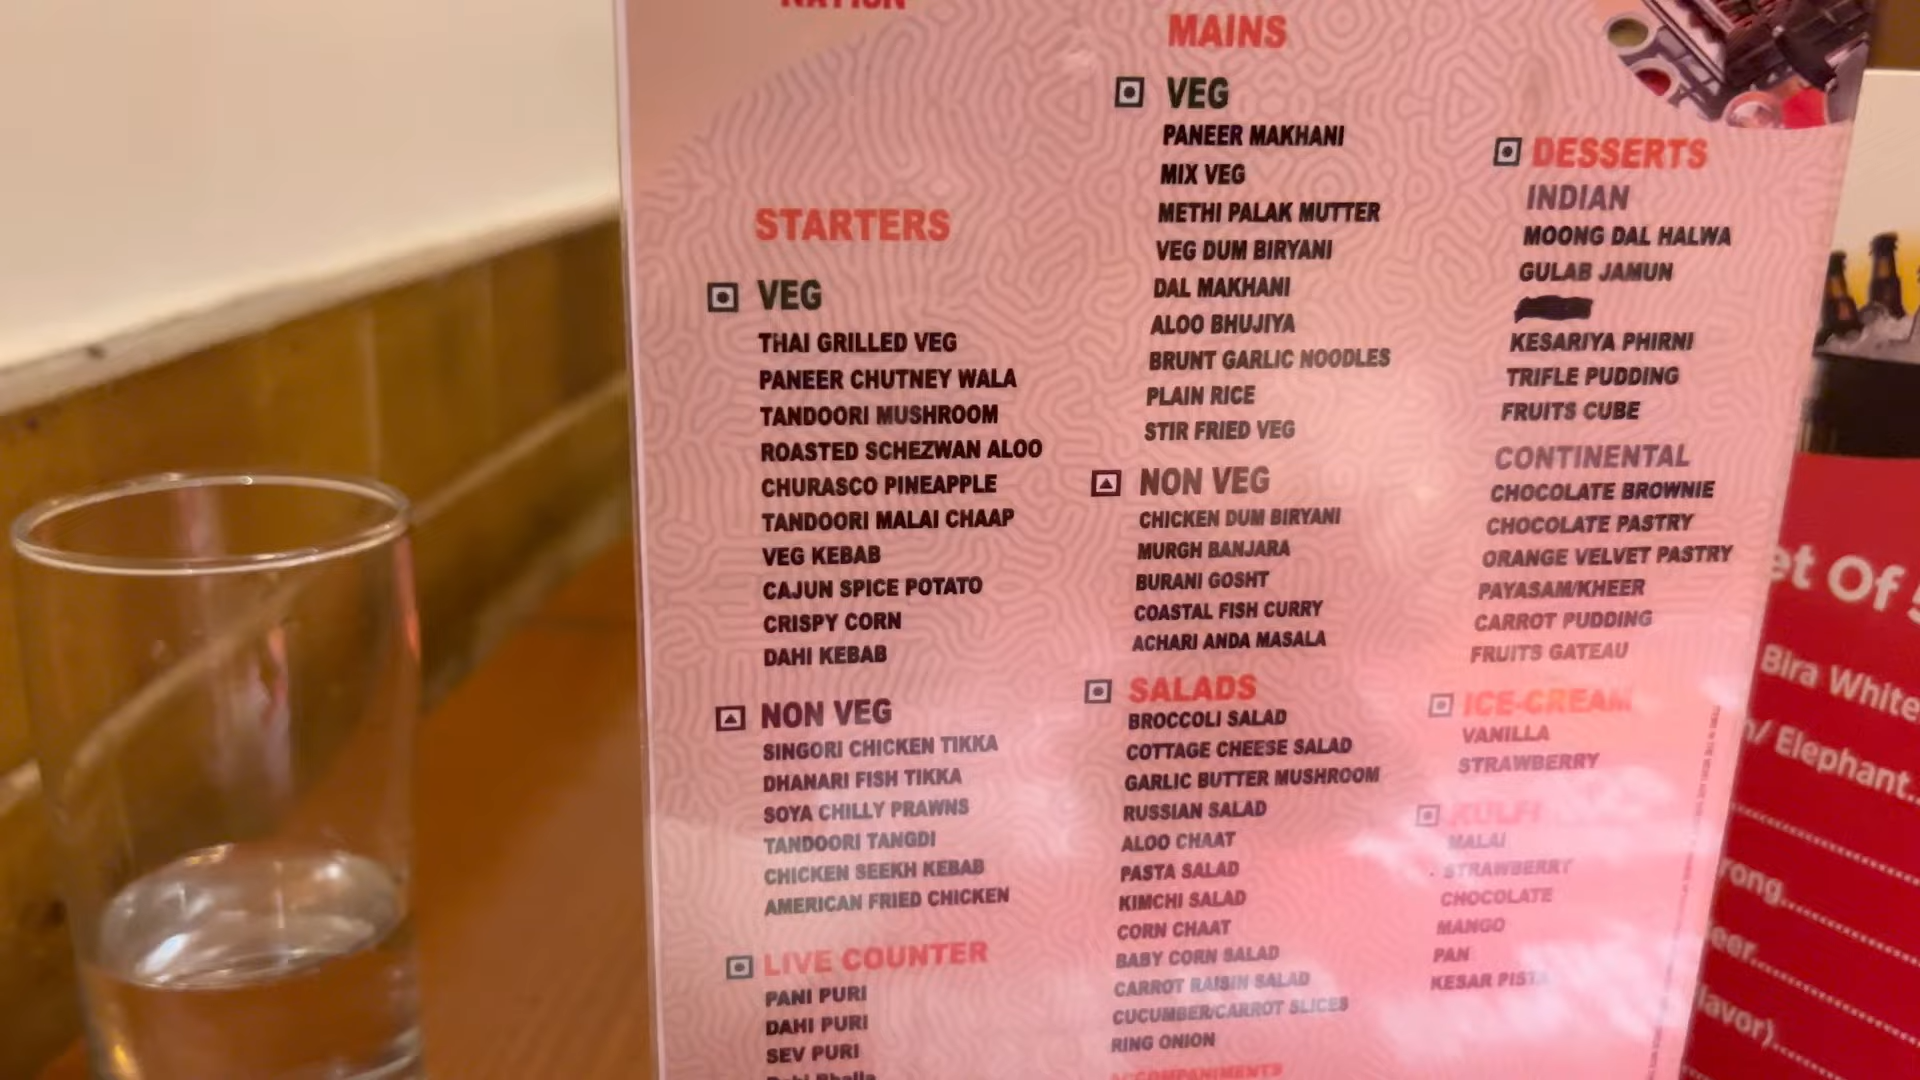 NATION
STARTERS
VEG
THAI GRILLED VEG
PANEER CHUTNEY WALA
TANDOORI MUSHROOM
ROASTED SCHEZWAN ALOO
CHURASCO PINEAPPLE
TANDOORI MALAI CHAAP
VEG KEBAB
CAJUN SPICE POTATO
CRISPY CORN
DAHI KEBAB
NON VEG
SINGORI CHICKEN TIKKA
DHANARI FISH TIKKA
SOYA CHILLY PRAWNS
TANDOORI TANGDI
CHICKEN SEEKH KEBAB
AMERICAN FRIED CHICKEN
LIVE COUNTER
PANI PURI
DAHI PURI
SEV PURI
MAINS
VEG
PANEER MAKHANI
MIX VEG
METHI PALAK MUTTER
VEG DUM BIRYANI
DAL MAKHANI
ALOO BHUJIYA
BRUNT GARLIC NOODLES
PLAIN RICE
STIR FRIED VEG
NON VEG
CHICKEN DUM BIRYANI
MURGH BANJARA
BURANI GOSHT
COASTAL FISH CURRY
ACHARI ANDA MASALA
SALADS
BROCCOLI SALAD
COTTAGE CHEESE SALAD
GARLIC BUTTER MUSHROOM
RUSSIAN SALAD
ALOO CHAAT
PASTA SALAD
KIMCHI SALAD
CORN CHAAT
BABY CORN SALAD
CARROT RAISIN SALAD
CUCUMBER/CARROT SLICES
RING ONION
ACCOMPANIMENTS
DESSERTS
INDIAN
MOONG DAL HALWA
GULAB JAMUN
KESARIYA PHIRNI
TRIFLE PUDDING
FRUITS CUBE
CONTINENTAL
CHOCOLATE BROWNIE
CHOCOLATE PASTRY
ORANGE VELVET PASTRY
PAYASAM/KHEER
CARROT PUDDING
FRUITS GATEAU
ICE-CREAM
VANILLA
STRAWBERRY
KULFI
MALAI
STRAWBERRY
CHOCOLATE
MANGO
PAN
KESAR PISTA
et Of 5
Bira White
/ Elephant..
rong
eer
lavor)